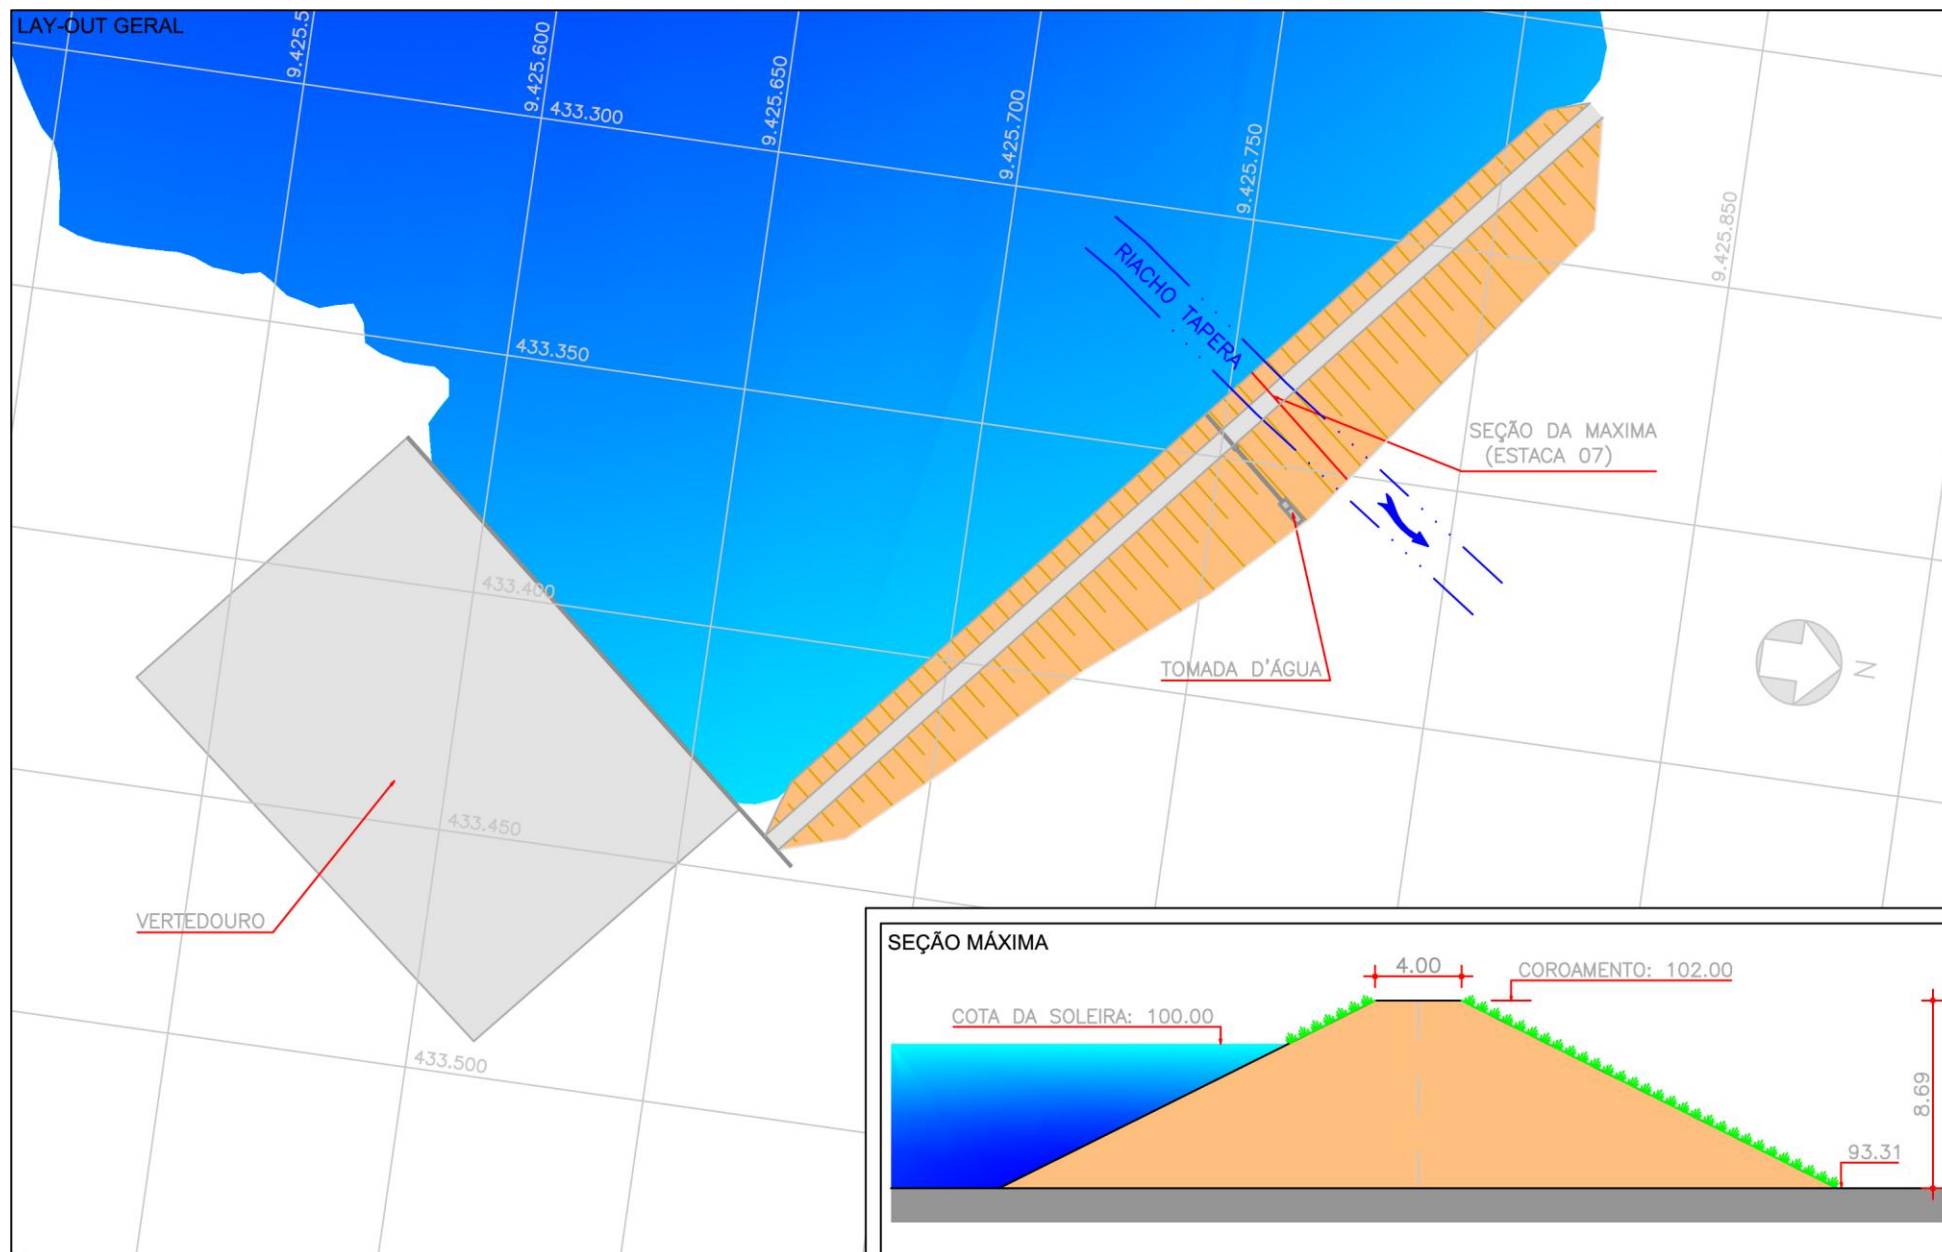 LAY-OUT GERAL
9.425.5
9.425.600
9.425.650
9.425.700
9.425.750
9.425.850
433.300
433.350
433.400
433.450
433.500
RIACHO TAPERA
SEÇÃO DA MAXIMA
(ESTACA 07)
TOMADA D'ÁGUA
N
VERTEDOURO
SEÇÃO MÁXIMA
4.00
COROAMENTO: 102.00
COTA DA SOLEIRA: 100.00
8.69
93.31